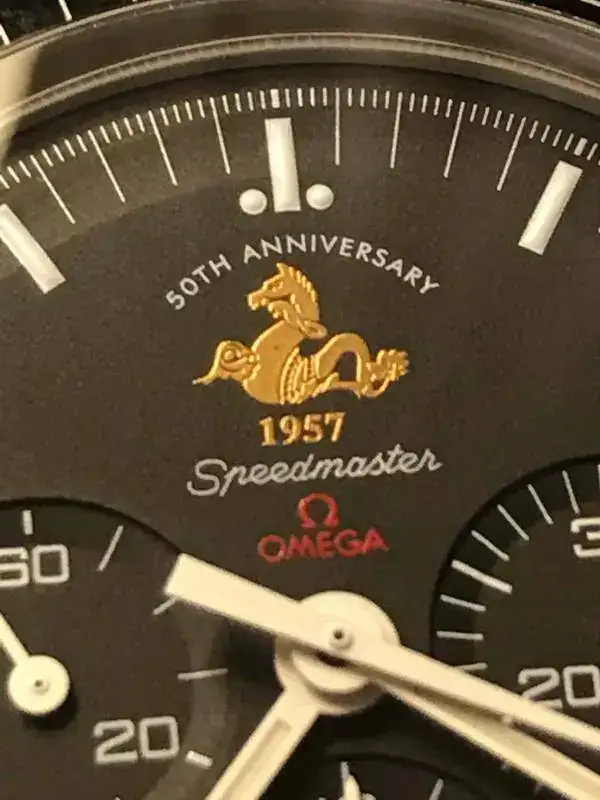 50TH ANNIVERSARY
1957
Speedmaster
Ω
OMEGA
60
20
3
20